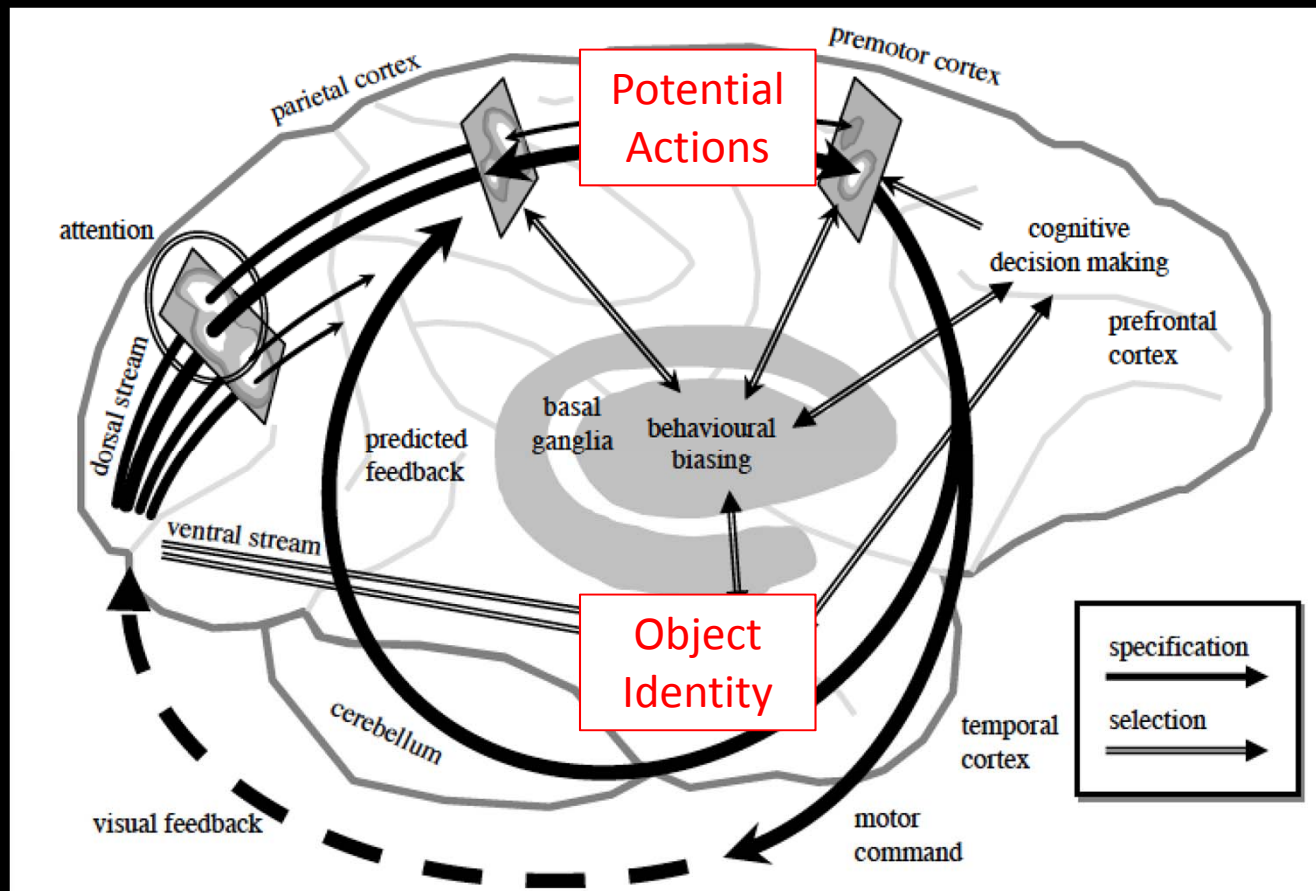 premotor cortex
parietal cortex
Potential
Actions
attention
cognitive
decision making
prefrontal
cortex
dorsal stream
basal
ganglia
behavioural
biasing
predicted
feedback
ventral stream
Object
Identity
specification
selection
cerebellum
temporal
cortex
visual feedback
motor
command